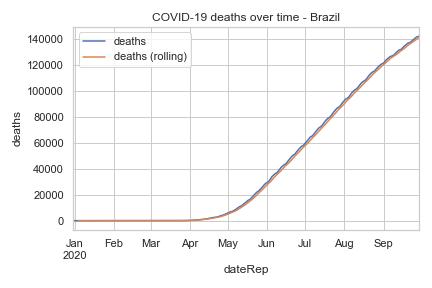 COVID-19 deaths over time - Brazil
deaths
deaths (rolling)
140000
120000
100000
80000
60000
40000
20000
0
deaths
Jan Feb Mar Apr May Jun Jul Aug Sep
2020
dateRep